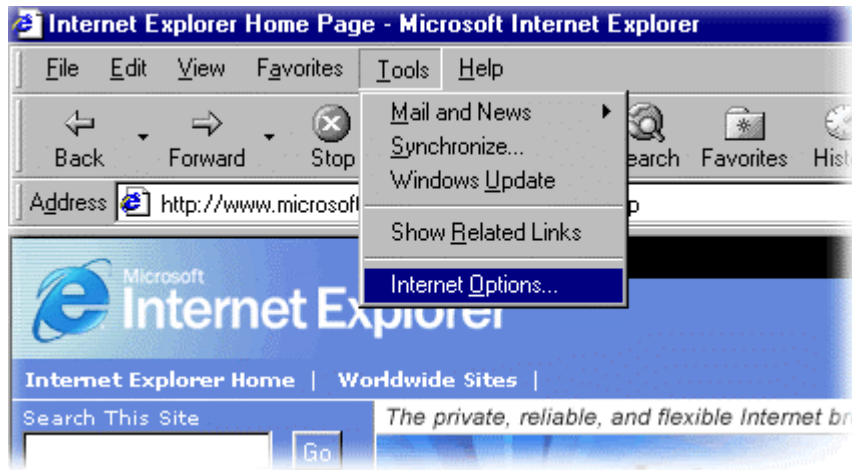 Internet Explorer Home Page - Microsoft Internet Explorer
File Edit View Favorites Tools Help
Mail and News
Synchronize...
Windows Update
Show Related Links
Internet Options...
Back Forward Stop Favorites
Address http://www.microsoft
Microsoft
Internet Explorer
Internet Explorer Home | Worldwide Sites |
Search This Site
Go
The private, reliable, and flexible Internet